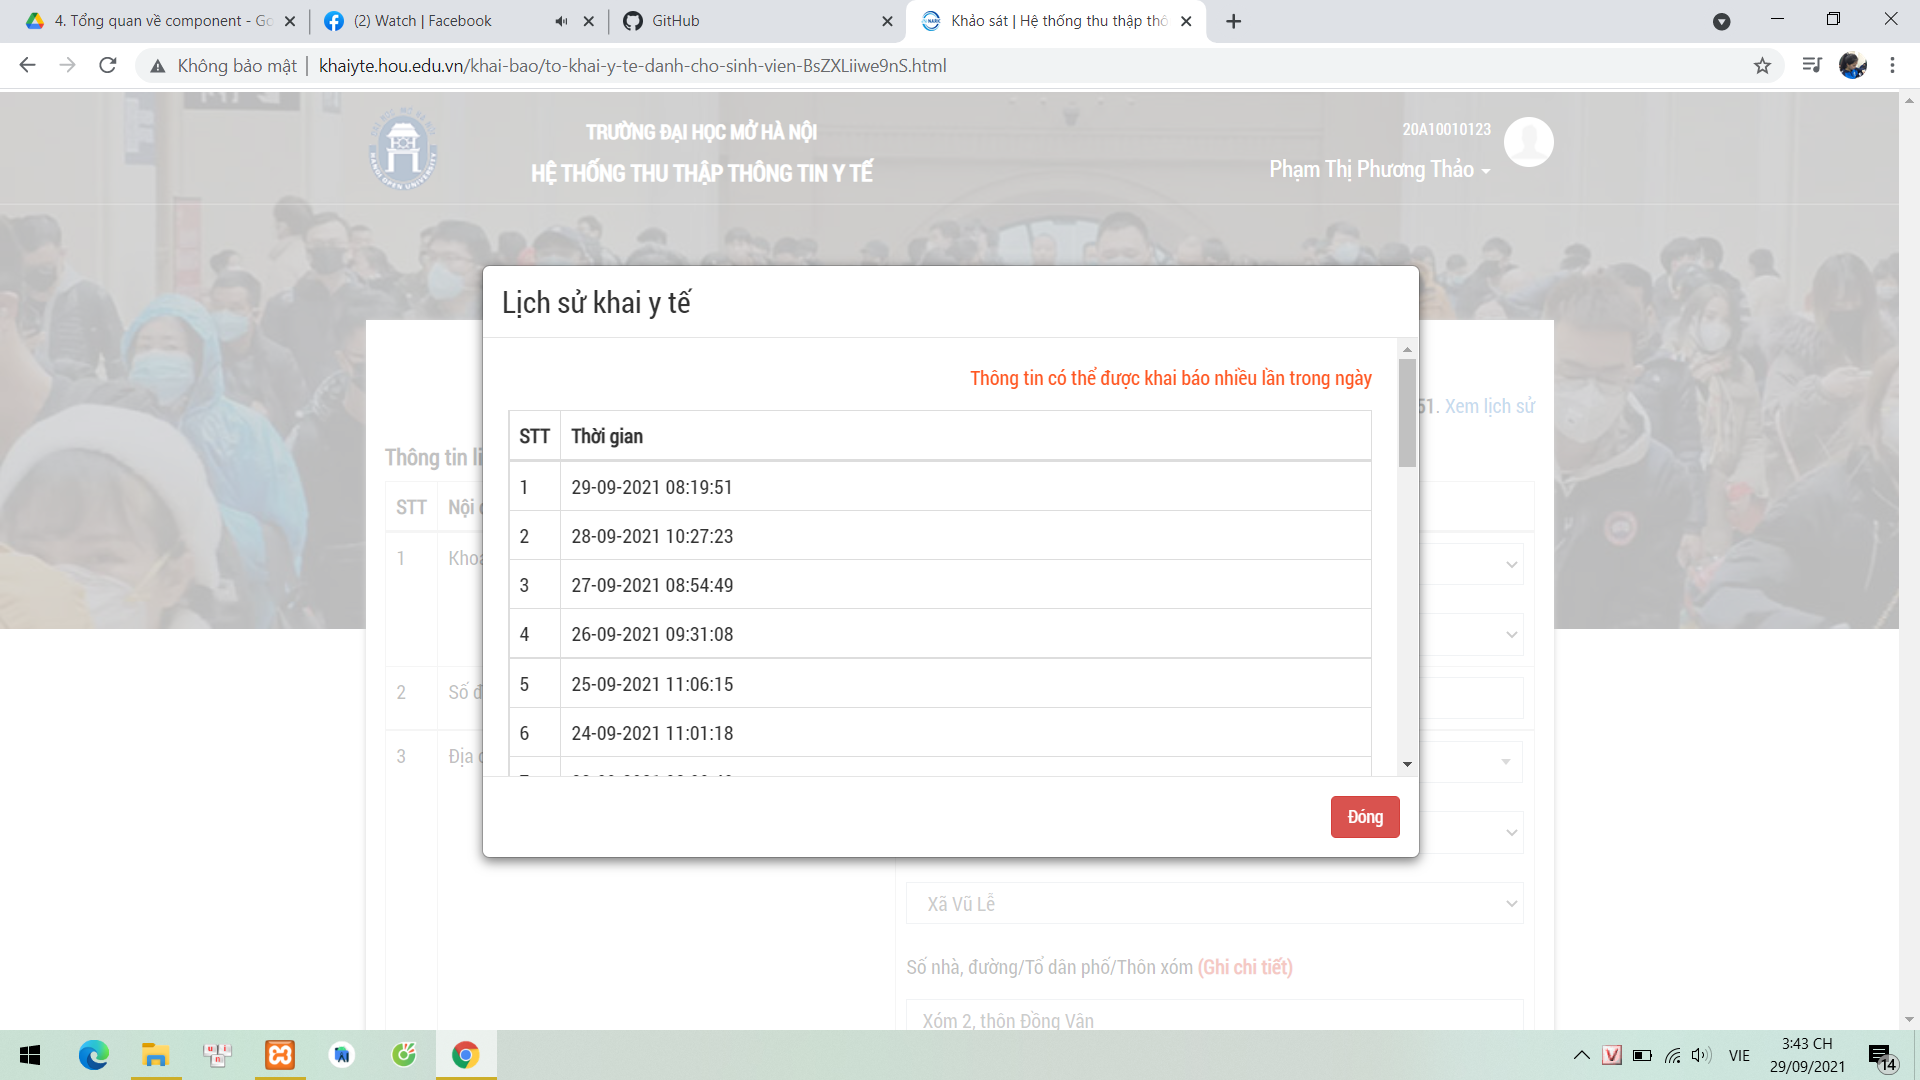 4. Tổng quan về component - Go
(2) Watch | Facebook
GitHub
Khảo sát | Hệ thống thu thập thô
Không bảo mật | khaiyte.hou.edu.vn/khai-bao/to-khai-y-te-danh-cho-sinh-vien-BsZXLiiwe9nS.html
TRƯỜNG ĐẠI HỌC MỞ HÀ NỘI
HỆ THỐNG THU THẬP THÔNG TIN Y TẾ
HANOI OPEN UNIVERSITY
20A10010123
Phạm Thị Phương Thảo
Lịch sử khai y tế
Thông tin có thể được khai báo nhiều lần trong ngày
51. Xem lịch sử
STT Thời gian
1 29-09-2021 08:19:51
2 28-09-2021 10:27:23
3 27-09-2021 08:54:49
4 26-09-2021 09:31:08
5 25-09-2021 11:06:15
6 24-09-2021 11:01:18
Đóng
Thông tin li
STT Nội
1 Khoa
2 Số đ
3 Địa
Xã Vũ Lễ
Số nhà, đường/Tổ dân phố/Thôn xóm (Ghi chi tiết)
Xóm 2, thôn Đồng Vân
VIE
3:43 CH
29/09/2021
14